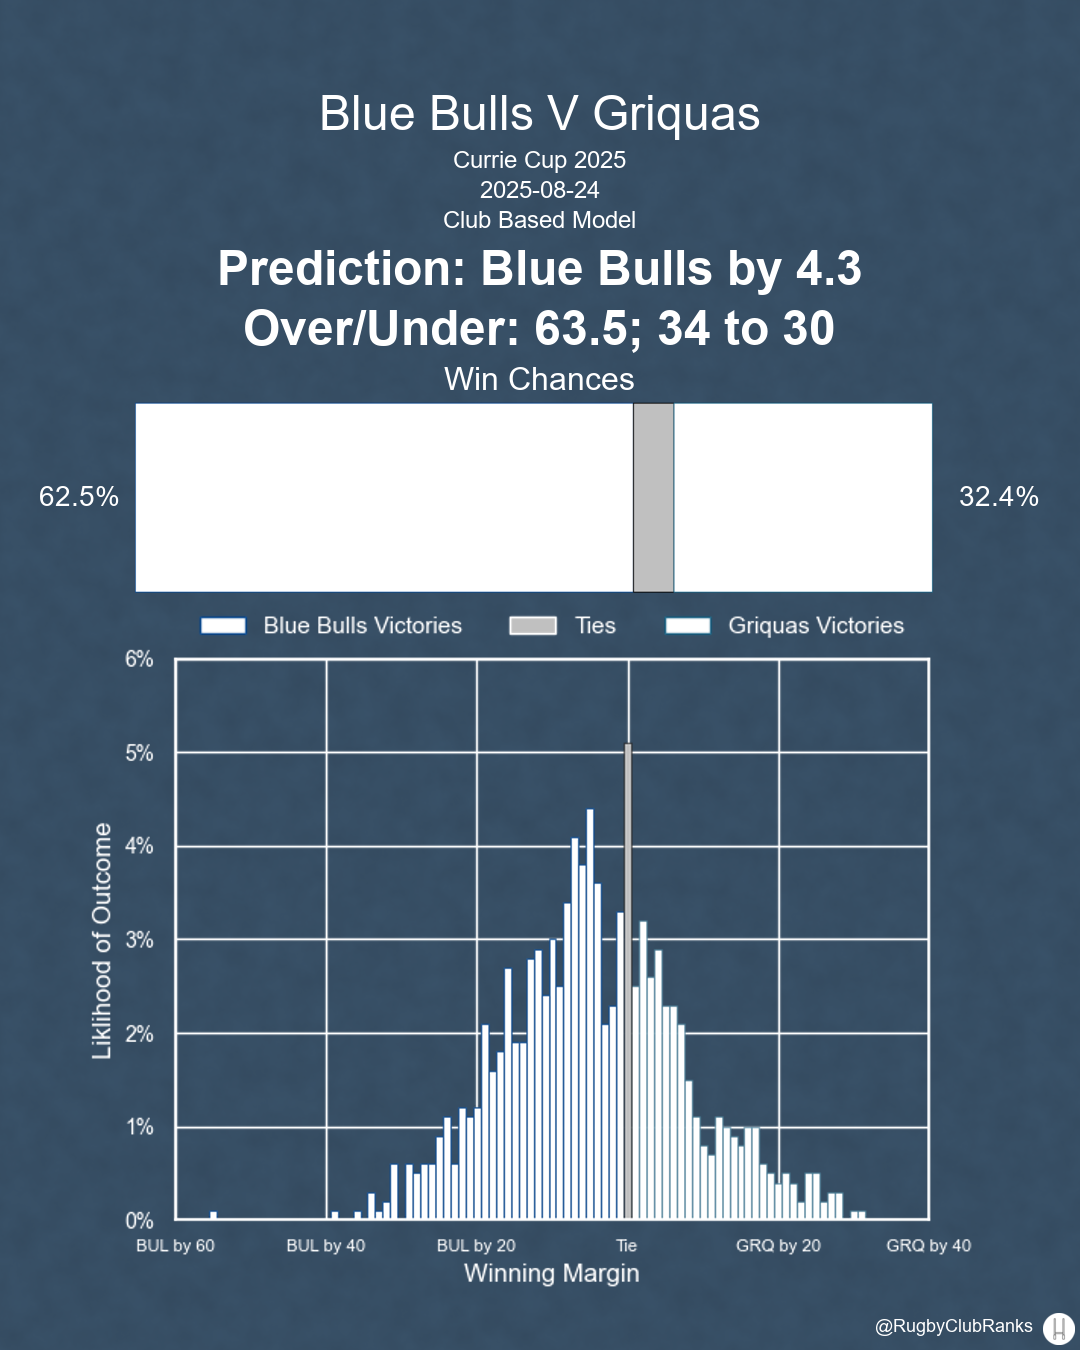 Blue Bulls V Griquas
Currie Cup 2025
2025-08-24
Club Based Model
Prediction: Blue Bulls by 4.3
Over/Under: 63.5; 34 to 30
Win Chances
62.5%
32.4%
Blue Bulls Victories
Ties
Griquas Victories
6%
5%
4%
3%
2%
1%
0%
Liklihood of Outcome
BUL by 60
BUL by 40
BUL by 20
Tie
GRQ by 20
GRQ by 40
Winning Margin
@RugbyClubRanks